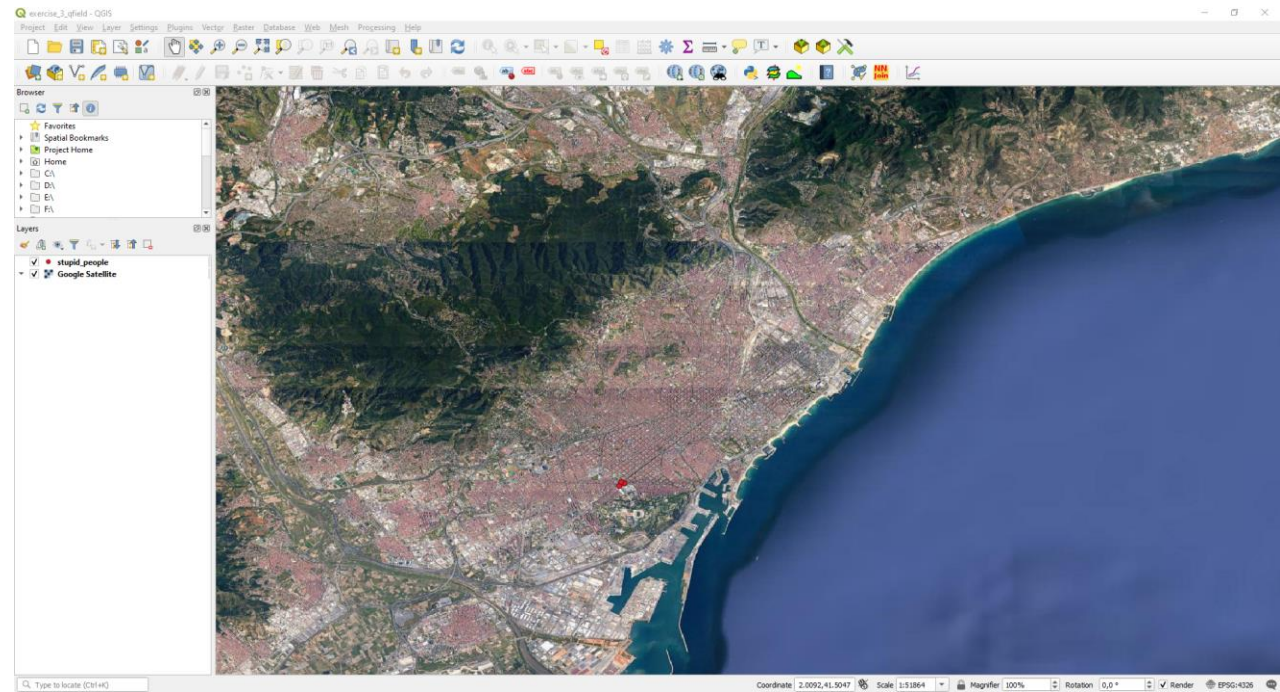 exercise_3_qfield - QGIS
Project Edit View Layer Settings Plugins Vector Raster Database Web Mesh Processing Help
NN
Join
Browser
Favorites
Spatial Bookmarks
Project Home
Home
C:\
D:\
E:\
F:\
Layers
stupid_people
Google Satellite
Type to locate (Ctrl+K) Coordinate 2.0092,41.5047 Scale 1:51864 Magnifier 100% Rotation 0,0 ° Render EPSG:4326